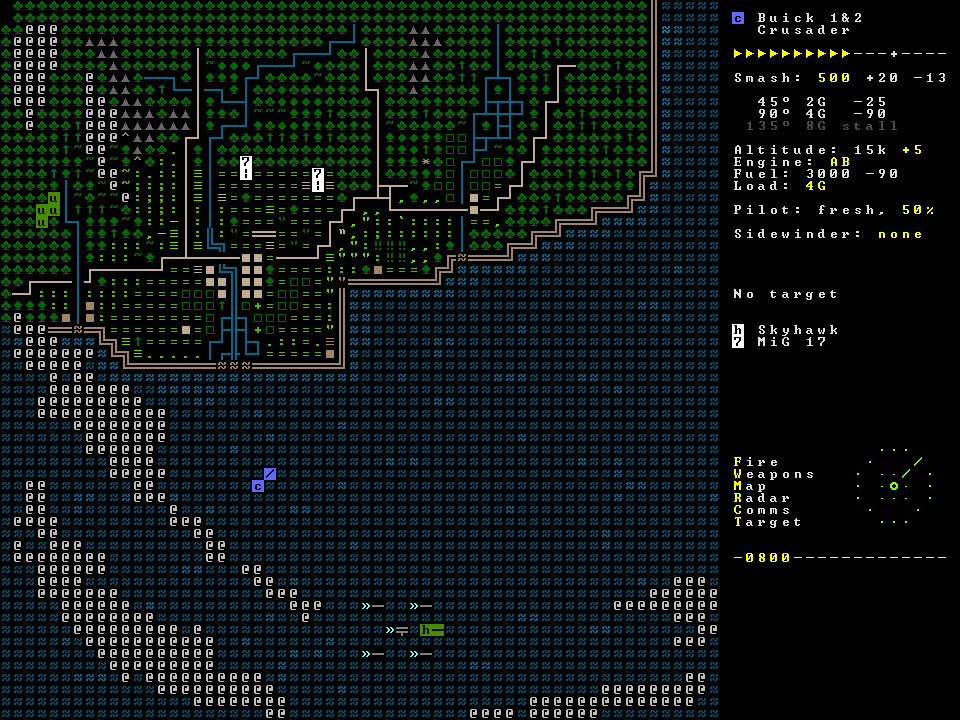 c Buick 1&2
Crusader
Smash: 500 +20 -13
45° 2G -25
90° 4G -90
135° 8G stall
Altitude: 15k +5
Engine: AB
Fuel: 3000 -90
Load: 4G
Pilot: fresh, 50%
Sidewinder: none
No target
h Skyhawk
? MiG 17
Fire
Weapons
Map
Radar
Comms
Target
-0800-